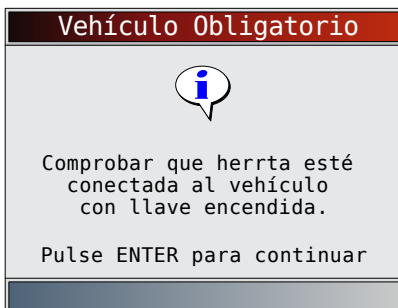 Vehículo Obligatorio
i
Comprobar que herrta esté
conectada al vehículo
con llave encendida.
Pulse ENTER para continuar